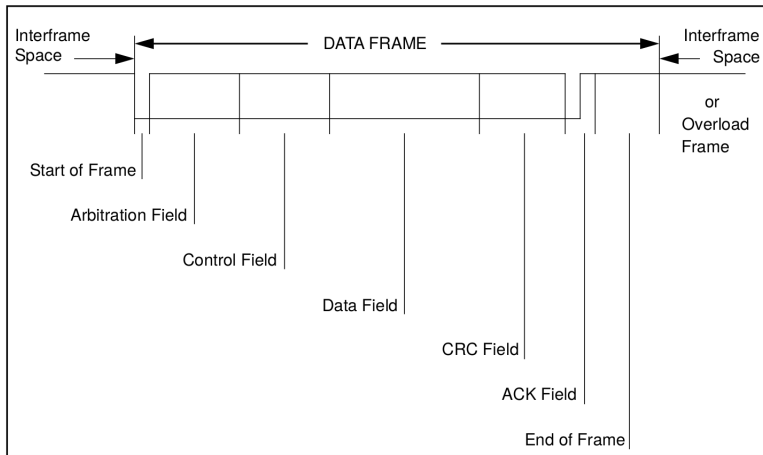 Interframe
Space
DATA FRAME
Interframe
Space
or
Overload
Frame
Start of Frame
Arbitration Field
Control Field
Data Field
CRC Field
ACK Field
End of Frame